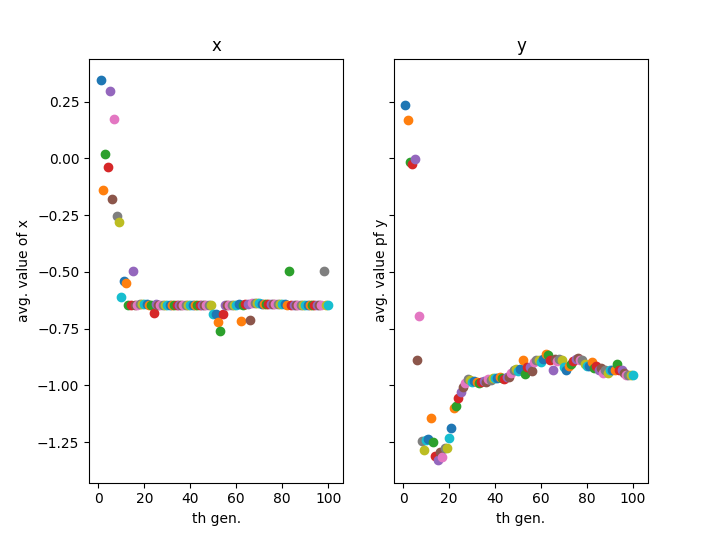 x
y
0.25
0.00
−0.25
−0.50
−0.75
−1.00
−1.25
avg. value of x
avg. value pf y
0 20 40 60 80 100
0 20 40 60 80 100
th gen.
th gen.